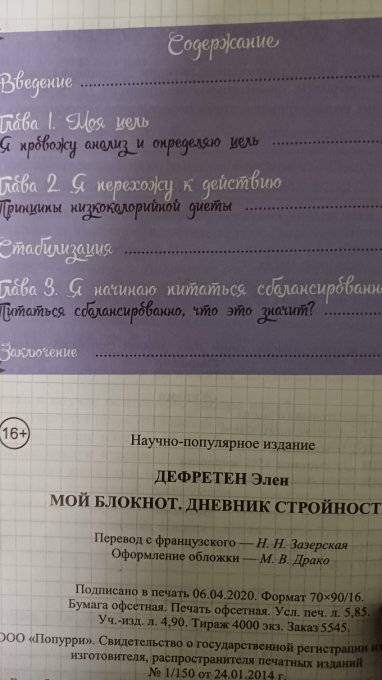 Содержание
Введение
Глава 1. Моя цель
Я провожу анализ и определяю цель
Глава 2. Я перехожу к действию
Принципы низкокалорийной диеты
Стабилизация
Глава 3. Я начинаю питаться сбалансированно
Питаться сбалансированно, что это значит?
Заключение
16+
Научно-популярное издание
ДЕФРЕТЕН Элен
МОЙ БЛОКНОТ. ДНЕВНИК СТРОЙНОСТ
Перевод с французского — Н. Н. Зазерская
Оформление обложки — М. В. Драко
Подписано в печать 06.04.2020. Формат 70×90/16.
Бумага офсетная. Печать офсетная. Усл. печ. л. 5,85.
Уч.-изд. л. 4,90. Тираж 4000 экз. Заказ 5545.
ООО «Попурри». Свидетельство о государственной регистрации
изготовителя, распространителя печатных изданий
№ 1/150 от 24.01.2014 г.